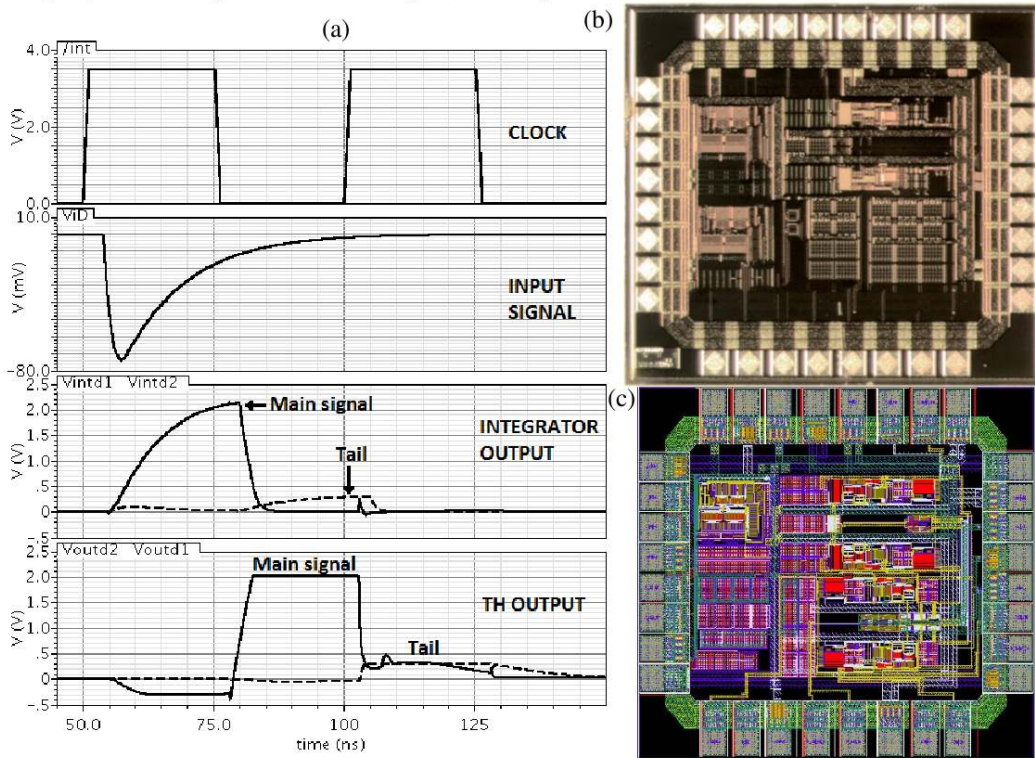 (a)
/int
4.0
2.0
0.0
V (V)
CLOCK
ViD
10.0
-80.0
V (mV)
INPUT
SIGNAL
Vintd1 Vintd2
2.5
2.0
1.5
1.0
.5
0
-.5
V (V)
Main signal
Tail
INTEGRATOR
OUTPUT
Voutd2 Voutd1
2.5
2.0
1.5
1.0
.5
0
-.5
V (V)
Main signal
Tail
TH OUTPUT
50.0 75.0 100 125
time (ns)
(b)
(c)